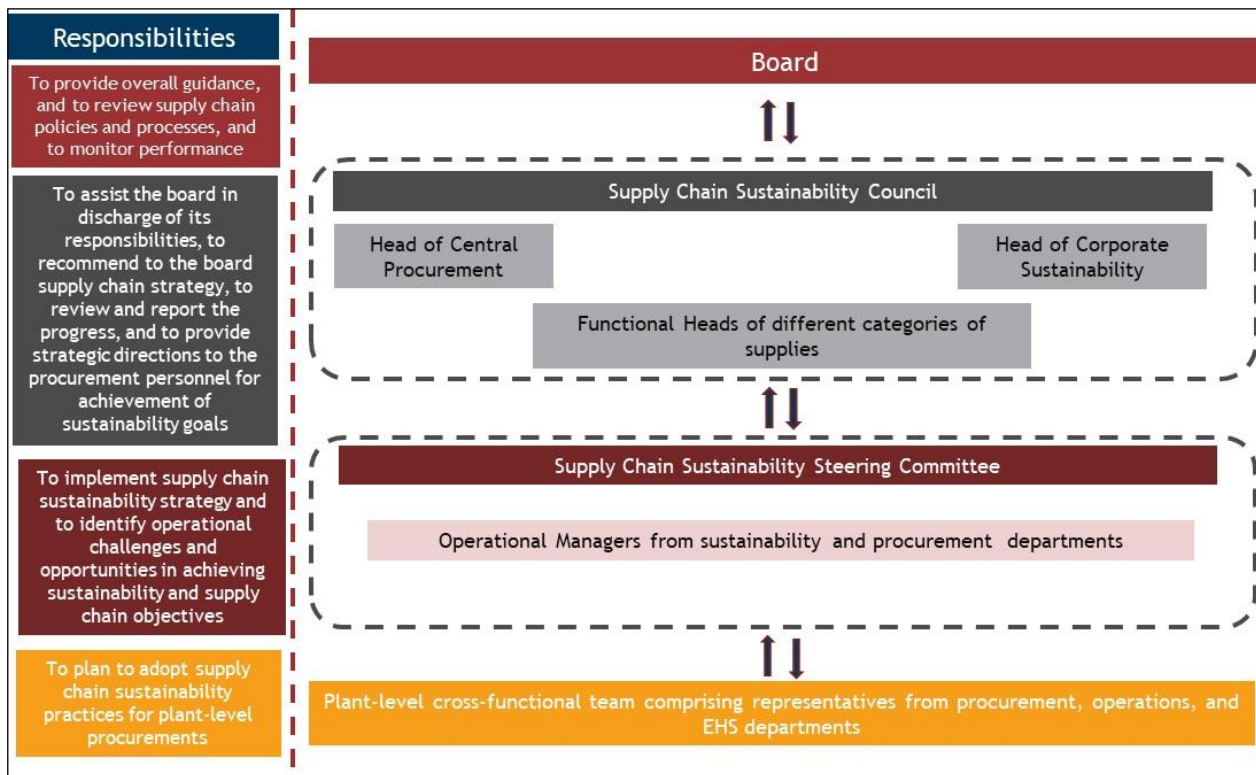 Responsibilities
To provide overall guidance,
and to review supply chain
policies and processes, and
to monitor performance
To assist the board in
discharge of its
responsibilities, to
recommend to the board
supply chain strategy, to
review and report the
progress, and to provide
strategic directions to the
procurement personnel for
achievement of
sustainability goals
To implement supply chain
sustainability strategy and
to identify operational
challenges and
opportunities in achieving
sustainability and supply
chain objectives
To plan to adopt supply
chain sustainability
practices for plant-level
procurements
Board
Supply Chain Sustainability Council
Head of Central
Procurement
Head of Corporate
Sustainability
Functional Heads of different categories of
supplies
Supply Chain Sustainability Steering Committee
Operational Managers from sustainability and procurement departments
Plant-level cross-functional team comprising representatives from procurement, operations, and
EHS departments